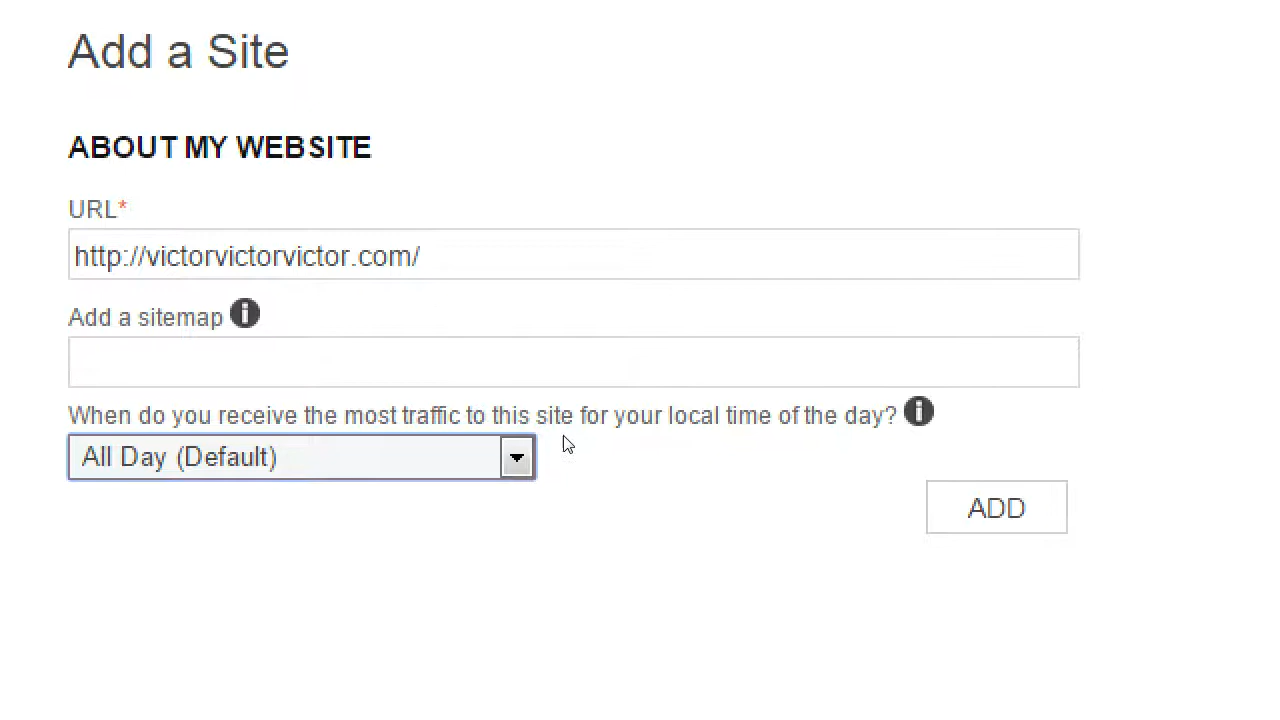 Add a Site
ABOUT MY WEBSITE
URL*
http://victorvictorvictor.com/
Add a sitemap i
When do you receive the most traffic to this site for your local time of the day? i
All Day (Default)
ADD